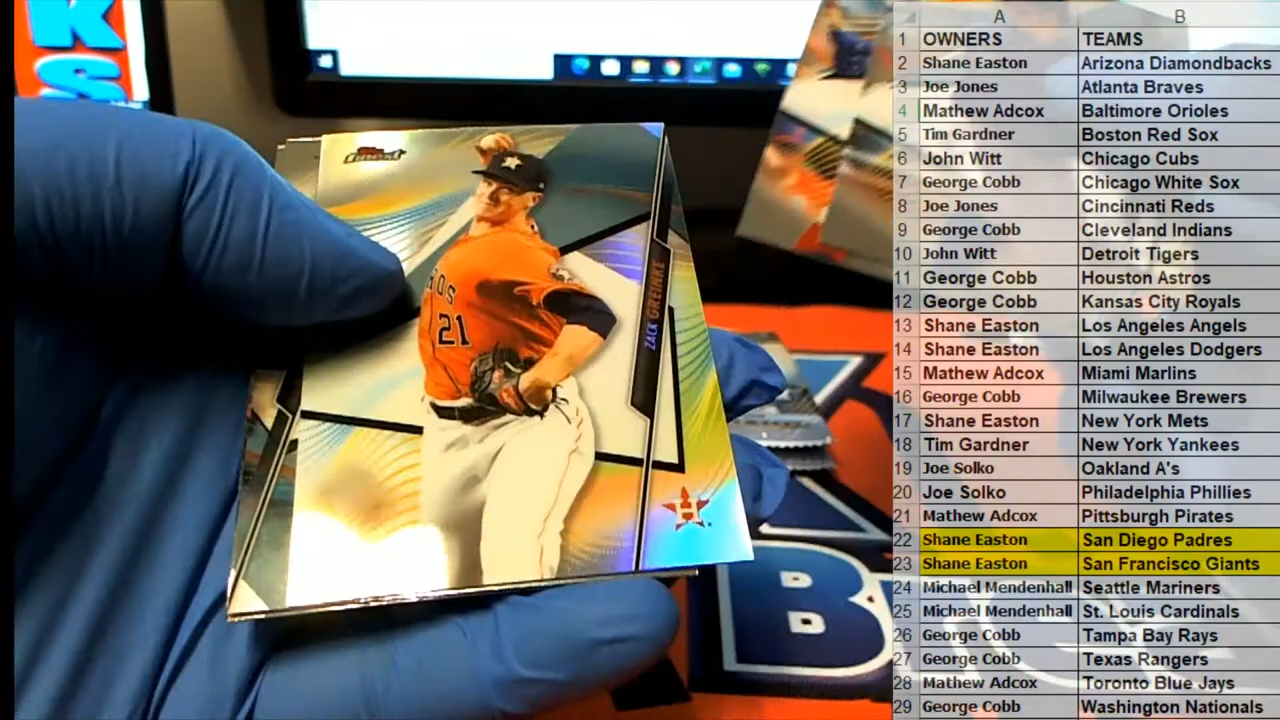 K
S
Topps
Finest
ROS
21
ZACK GREINKE
H
B
A B
1 OWNERS TEAMS
2 Shane Easton Arizona Diamondbacks
3 Joe Jones Atlanta Braves
4 Mathew Adcox Baltimore Orioles
5 Tim Gardner Boston Red Sox
6 John Witt Chicago Cubs
7 George Cobb Chicago White Sox
8 Joe Jones Cincinnati Reds
9 George Cobb Cleveland Indians
10 John Witt Detroit Tigers
11 George Cobb Houston Astros
12 George Cobb Kansas City Royals
13 Shane Easton Los Angeles Angels
14 Shane Easton Los Angeles Dodgers
15 Mathew Adcox Miami Marlins
16 George Cobb Milwaukee Brewers
17 Shane Easton New York Mets
18 Tim Gardner New York Yankees
19 Joe Solko Oakland A's
20 Joe Solko Philadelphia Phillies
21 Mathew Adcox Pittsburgh Pirates
22 Shane Easton San Diego Padres
23 Shane Easton San Francisco Giants
24 Michael Mendenhall Seattle Mariners
25 Michael Mendenhall St. Louis Cardinals
26 George Cobb Tampa Bay Rays
27 George Cobb Texas Rangers
28 Mathew Adcox Toronto Blue Jays
29 George Cobb Washington Nationals